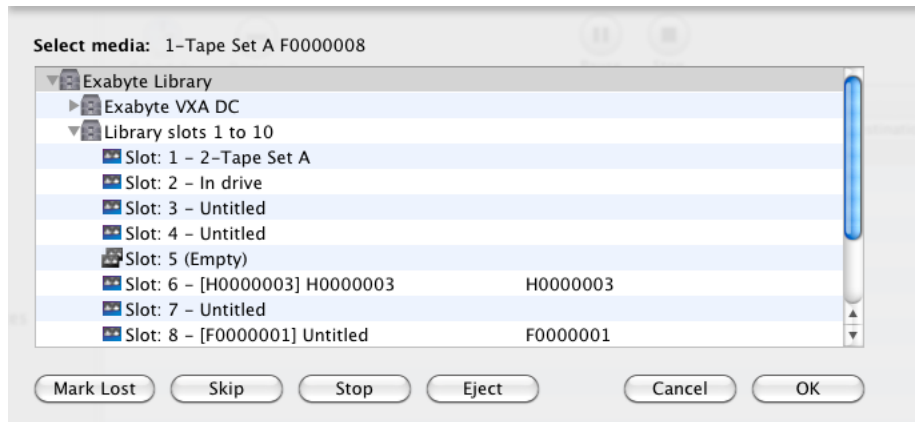 Select media: 1-Tape Set A F0000008
Exabyte Library
Exabyte VXA DC
Library slots 1 to 10
Slot: 1 – 2-Tape Set A
Slot: 2 – In drive
Slot: 3 – Untitled
Slot: 4 – Untitled
Slot: 5 (Empty)
Slot: 6 – [H0000003] H0000003 H0000003
Slot: 7 – Untitled
Slot: 8 – [F0000001] Untitled F0000001
Mark Lost Skip Stop Eject Cancel OK